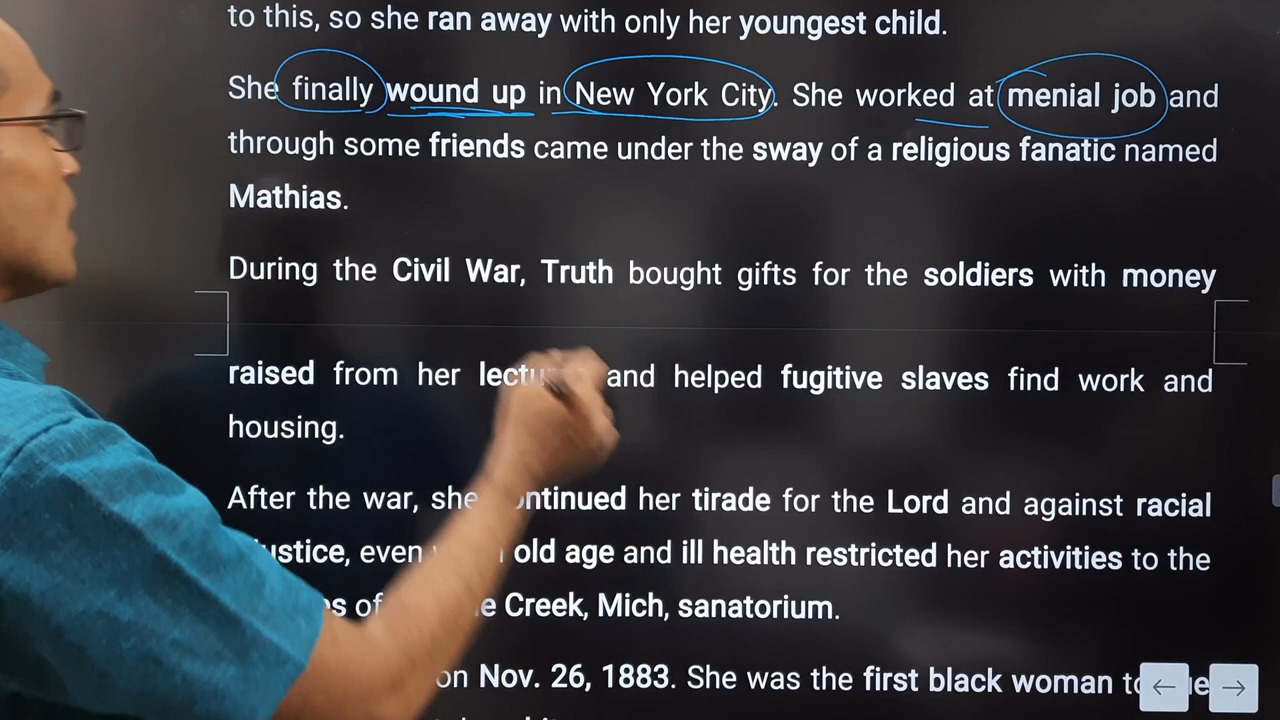 to this, so she ran away with only her youngest child.
She finally wound up in New York City. She worked at menial job and
through some friends came under the sway of a religious fanatic named
Mathias.
During the Civil War, Truth bought gifts for the soldiers with money
raised from her and helped fugitive slaves find work and
housing.
After the war, she her tirade for the Lord and against racial
even old age and ill health restricted her activities to the
Creek, Mich, sanatorium.
on Nov. 26, 1883. She was the first black woman